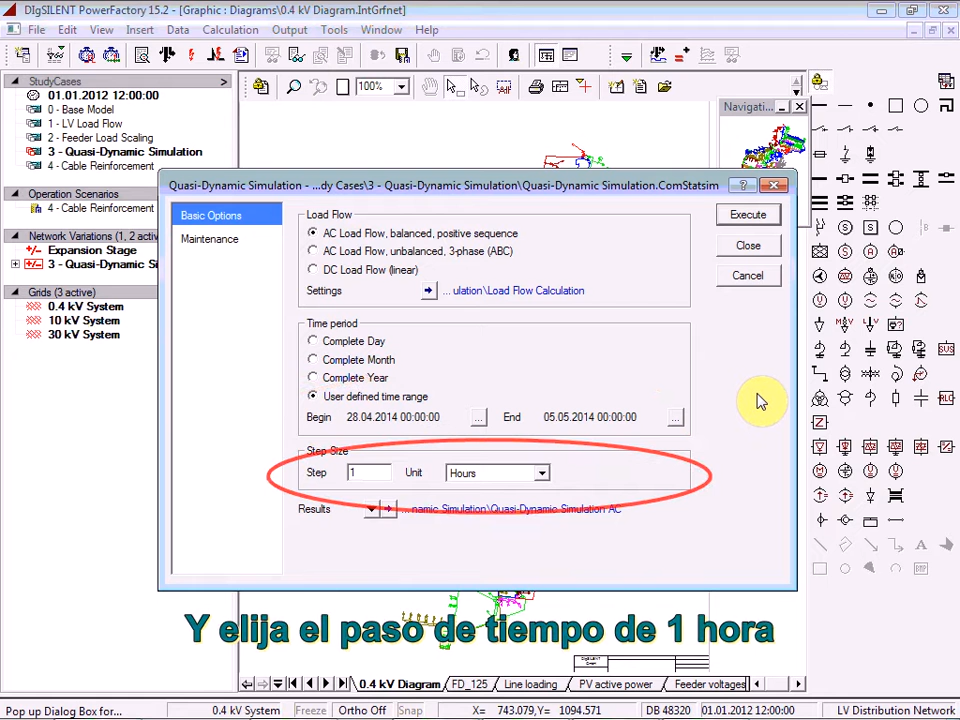 DIgSILENT PowerFactory 15.2 - [Graphic : Diagrams\0.4 kV Diagram.IntGrfnet]
File Edit View Insert Data Calculation Output Tools Window Help
100%
StudyCases >
01.01.2012 12:00:00
0 - Base Model
1 - LV Load Flow
2 - Feeder Load Scaling
3 - Quasi-Dynamic Simulation
4 - Cable Reinforcement
Operation Scenarios
4 - Cable Reinforcement
Network Variations (1, 2 activ
Expansion Stage
3 - Quasi-Dynamic Si
Grids (3 active)
0.4 kV System
10 kV System
30 kV System
Navigati...
Quasi-Dynamic Simulation - ...dy Cases\3 - Quasi-Dynamic Simulation\Quasi-Dynamic Simulation.ComStatsim
Basic Options
Maintenance
Load Flow
AC Load Flow, balanced, positive sequence
AC Load Flow, unbalanced, 3-phase (ABC)
DC Load Flow (linear)
Settings ... ulation\Load Flow Calculation
Execute
Close
Cancel
Time period
Complete Day
Complete Month
Complete Year
User defined time range
Begin 28.04.2014 00:00:00 ... End 05.05.2014 00:00:00 ...
Step Size
Step 1 Unit Hours
Results ... namic Simulation\Quasi-Dynamic Simulation AC
SVS
RLC
Z
BMP
Y elija el paso de tiempo de 1 hora
0.4 kV Diagram FD_125 Line loading PV active power Feeder voltages
Pop up Dialog Box for... 0.4 kV System Freeze Ortho Off X= 743.079,Y= 1094.571 DB 48320 01.01.2012 12:00:00 LV Distribution Network